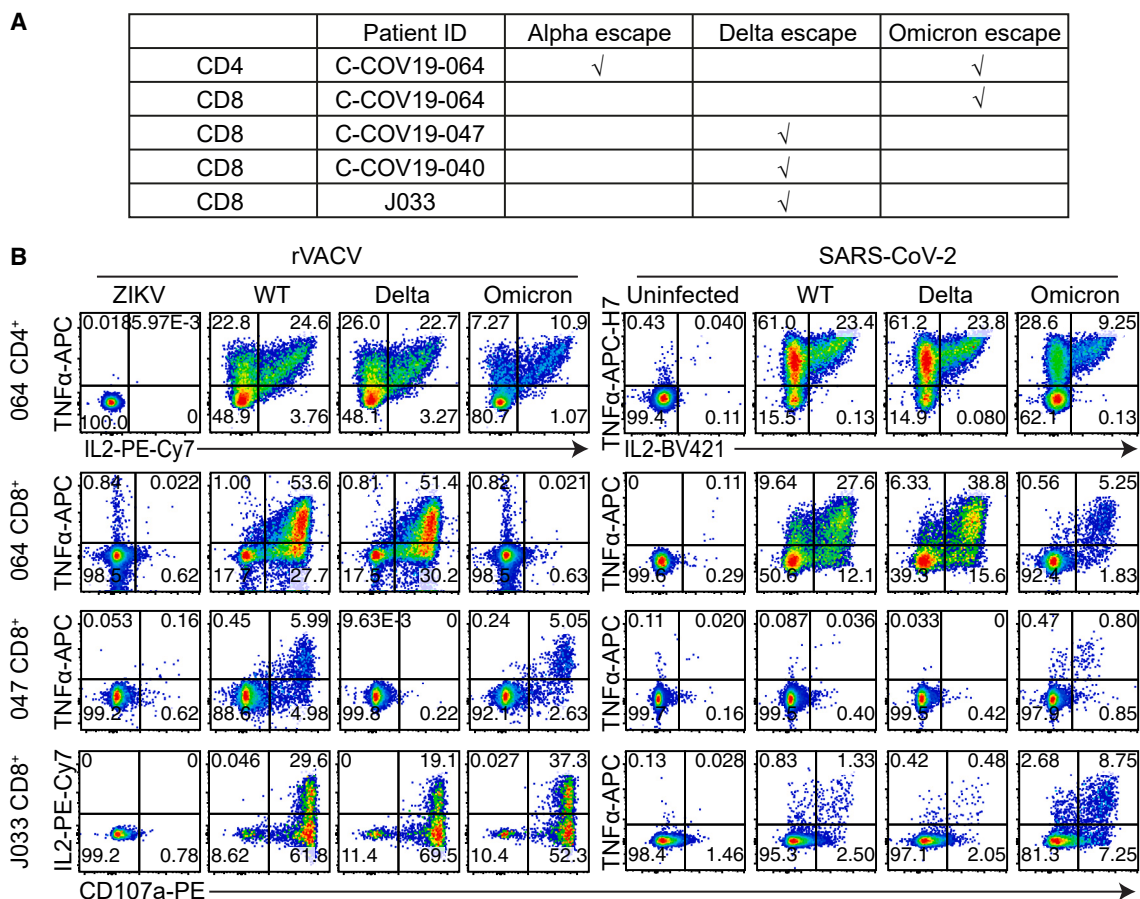 A
Patient ID Alpha escape Delta escape Omicron escape
CD4 C-COV19-064 √ √
CD8 C-COV19-064 √
CD8 C-COV19-047 √
CD8 C-COV19-040 √
CD8 J033 √
B
rVACV SARS-CoV-2
ZIKV WT Delta Omicron Uninfected WT Delta Omicron
064 CD4⁺
TNFα-APC
0.018 5.97E-3 22.8 24.6 26.0 22.7 7.27 10.9
100.0 0 48.9 3.76 48.1 3.27 80.7 1.07
TNFα-APC-H7
0.43 0.040 61.0 23.4 61.2 23.8 28.6 9.25
99.4 0.11 15.5 0.13 14.9 0.080 62.1 0.13
IL2-PE-Cy7 IL2-BV421
064 CD8⁺
TNFα-APC
0.84 0.022 1.00 53.6 0.81 51.4 0.82 0.021
98.5 0.62 17.7 27.7 30.2 98.5 0.63
TNFα-APC
0 0.11 9.64 27.6 6.33 38.8 0.56 5.25
99.6 0.29 50.6 12.1 39.3 15.6 92.4 1.83
047 CD8⁺
TNFα-APC
0.053 0.16 0.45 5.99 9.63E-3 0 0.24 5.05
99.2 0.62 88.6 4.98 99.8 0.22 92.1 2.63
TNFα-APC
0.11 0.020 0.087 0.036 0.033 0 0.47 0.80
0.16 0.40 0.42 97.9 0.85
J033 CD8⁺
IL2-PE-Cy7
0 0 0.046 29.6 0 19.1 0.027 37.3
99.2 0.78 8.62 61.8 11.4 69.5 10.4 52.3
TNFα-APC
0.13 0.028 0.83 1.33 0.42 0.48 2.68 8.75
98.4 1.46 95.3 2.50 97.1 2.05 81.3 7.25
CD107a-PE